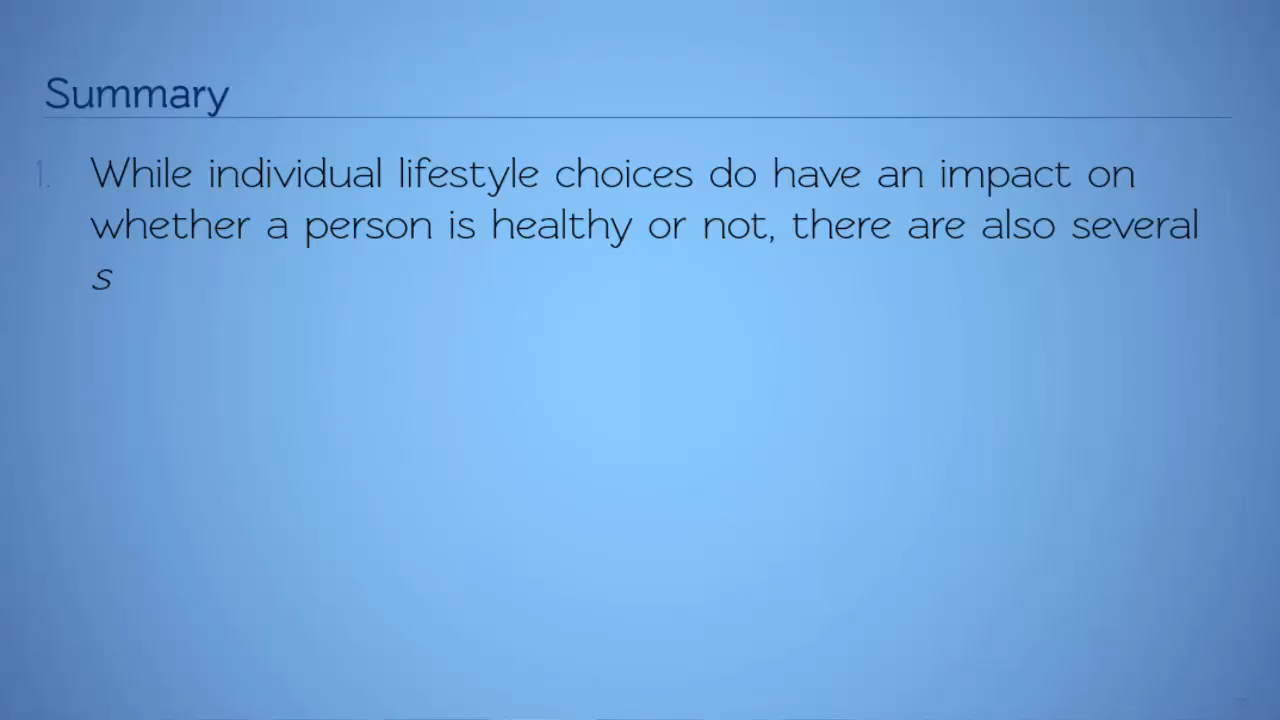 Summary
1. While individual lifestyle choices do have an impact on
whether a person is healthy or not, there are also several
s